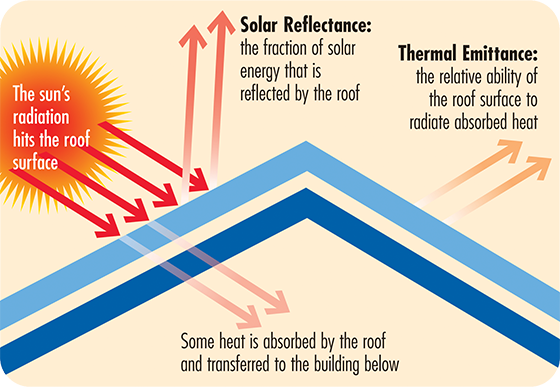 Solar Reflectance:
the fraction of solar
energy that is
reflected by the roof
Thermal Emittance:
the relative ability of
the roof surface to
radiate absorbed heat
The sun's
radiation
hits the roof
surface
Some heat is absorbed by the roof
and transferred to the building below